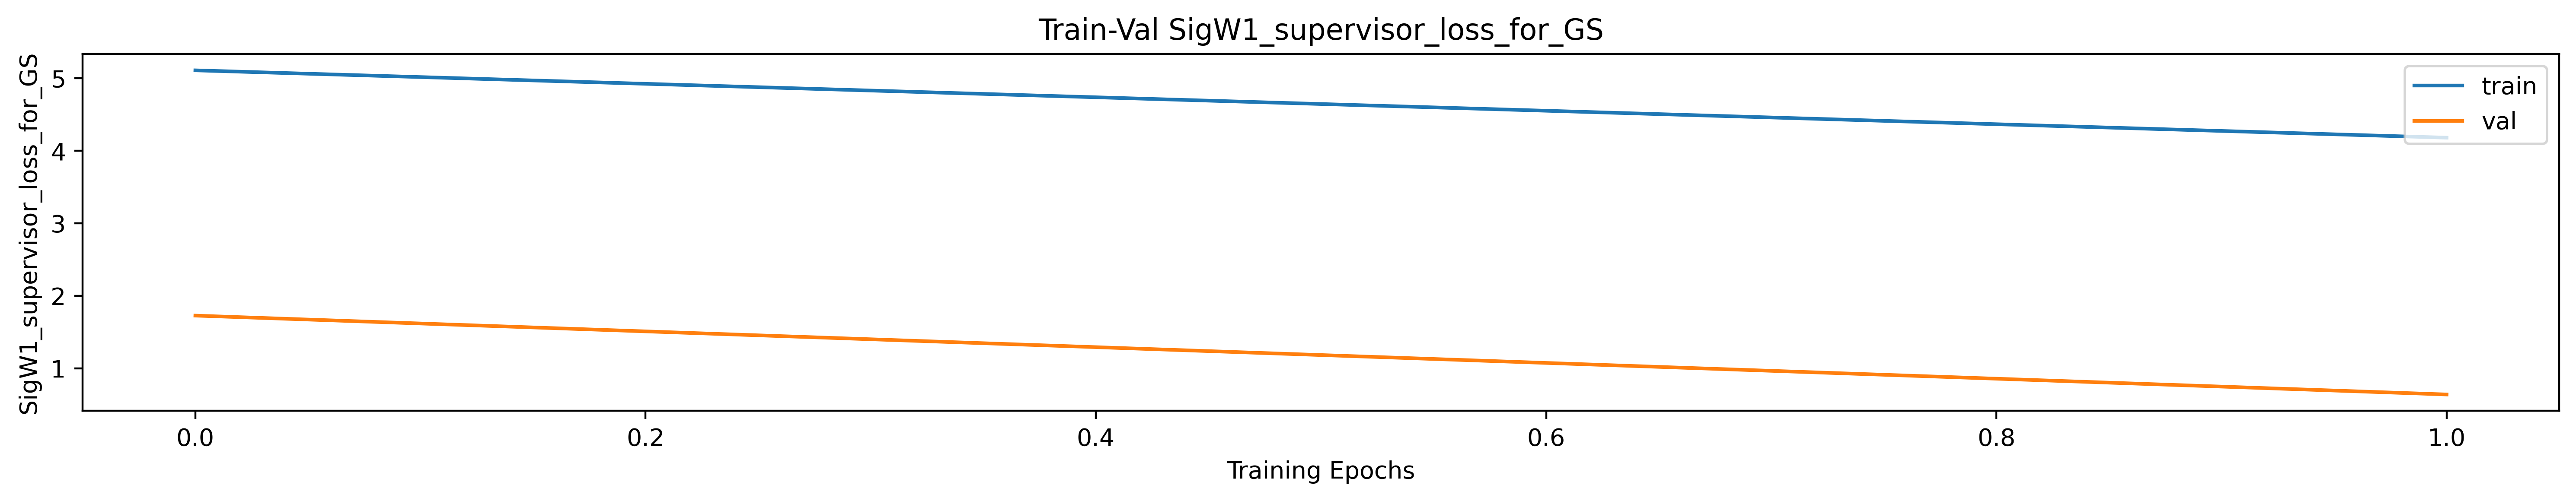 Train-Val SigW1_supervisor_loss_for_GS
SigW1_supervisor_loss_for_GS
5
4
3
2
1
train
val
0.0 0.2 0.4 0.6 0.8 1.0
Training Epochs